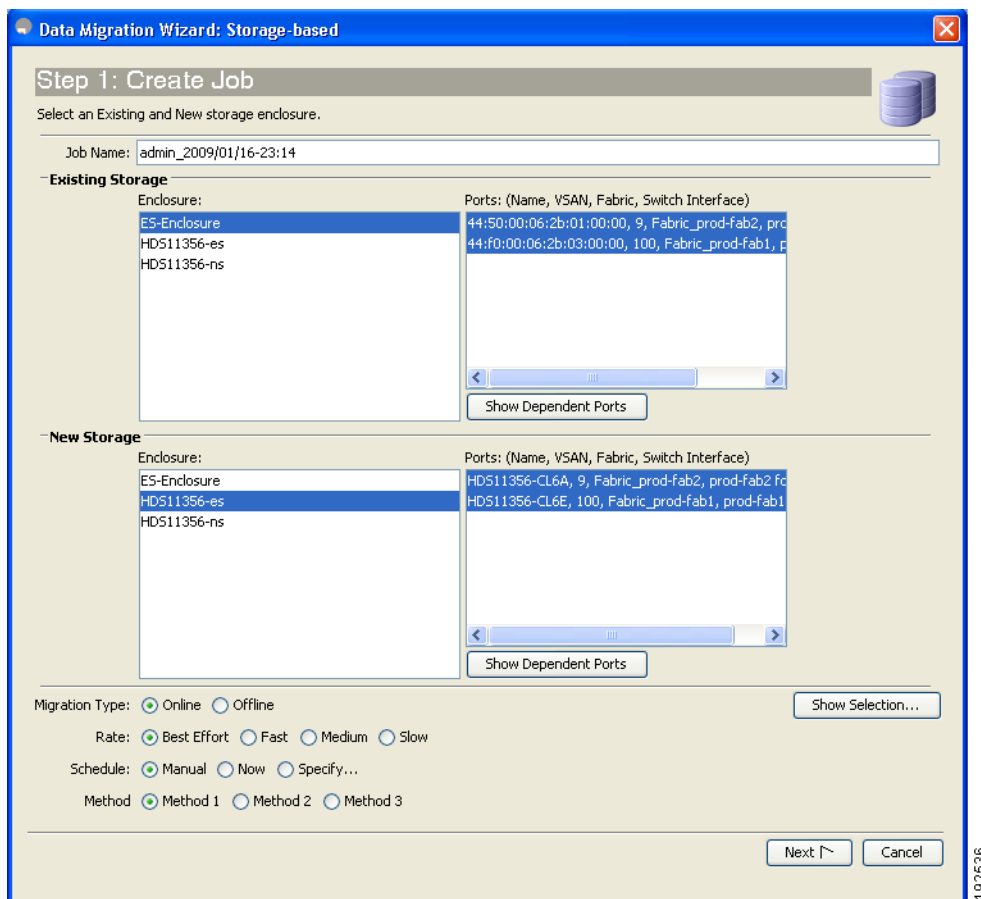 Data Migration Wizard: Storage-based
Step 1: Create Job
Select an Existing and New storage enclosure.
Job Name: admin_2009/01/16-23:14
Existing Storage
Enclosure:
ES-Enclosure
HDS11356-es
HDS11356-ns
Ports: (Name, VSAN, Fabric, Switch Interface)
44:50:00:06:2b:01:00:00, 9, Fabric_prod-fab2, prc
44:f0:00:06:2b:03:00:00, 100, Fabric_prod-fab1, p
Show Dependent Ports
New Storage
Enclosure:
ES-Enclosure
HDS11356-es
HDS11356-ns
Ports: (Name, VSAN, Fabric, Switch Interface)
HDS11356-CL6A, 9, Fabric_prod-fab2, prod-fab2 fc
HDS11356-CL6E, 100, Fabric_prod-fab1, prod-fab1
Show Dependent Ports
Migration Type: Online Offline
Show Selection...
Rate: Best Effort Fast Medium Slow
Schedule: Manual Now Specify...
Method Method 1 Method 2 Method 3
Next Cancel
192536